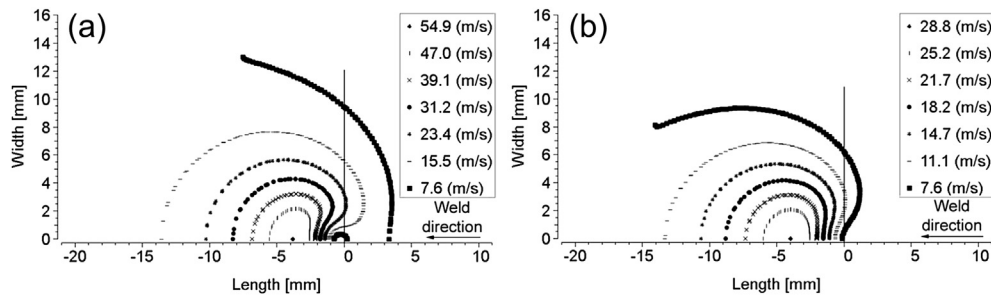 (a)
Width [mm]
16
14
12
10
8
6
4
2
0
-20
-15
-10
-5
0
5
10
Length [mm]
54.9 (m/s)
47.0 (m/s)
39.1 (m/s)
31.2 (m/s)
23.4 (m/s)
15.5 (m/s)
7.6 (m/s)
Weld
direction
(b)
Width [mm]
16
14
12
10
8
6
4
2
0
-20
-15
-10
-5
0
5
10
Length [mm]
28.8 (m/s)
25.2 (m/s)
21.7 (m/s)
18.2 (m/s)
14.7 (m/s)
11.1 (m/s)
7.6 (m/s)
Weld
direction